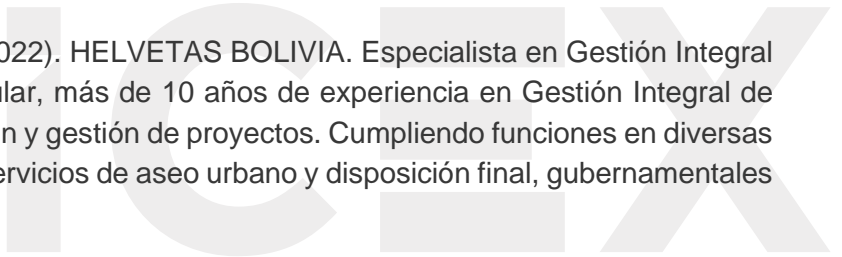 022). HELVETAS BOLIVIA. Especialista en Gestión Integral
ular, más de 10 años de experiencia en Gestión Integral de
n y gestión de proyectos. Cumpliendo funciones en diversas
ervicios de aseo urbano y disposición final, gubernamentales
ICEX